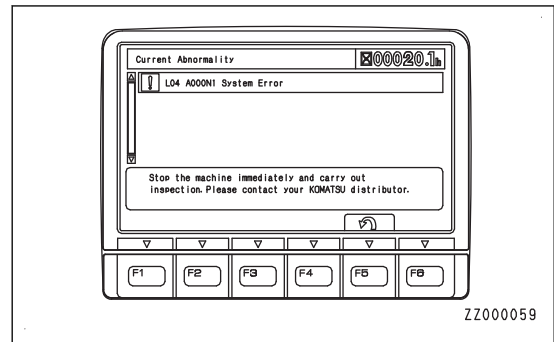 Current Abnormality 00020.1h
! L04 A000N1 System Error
Stop the machine immediately and carry out
inspection. Please contact your KOMATSU distributor.
F1 F2 F3 F4 F5 F6
ZZ000059